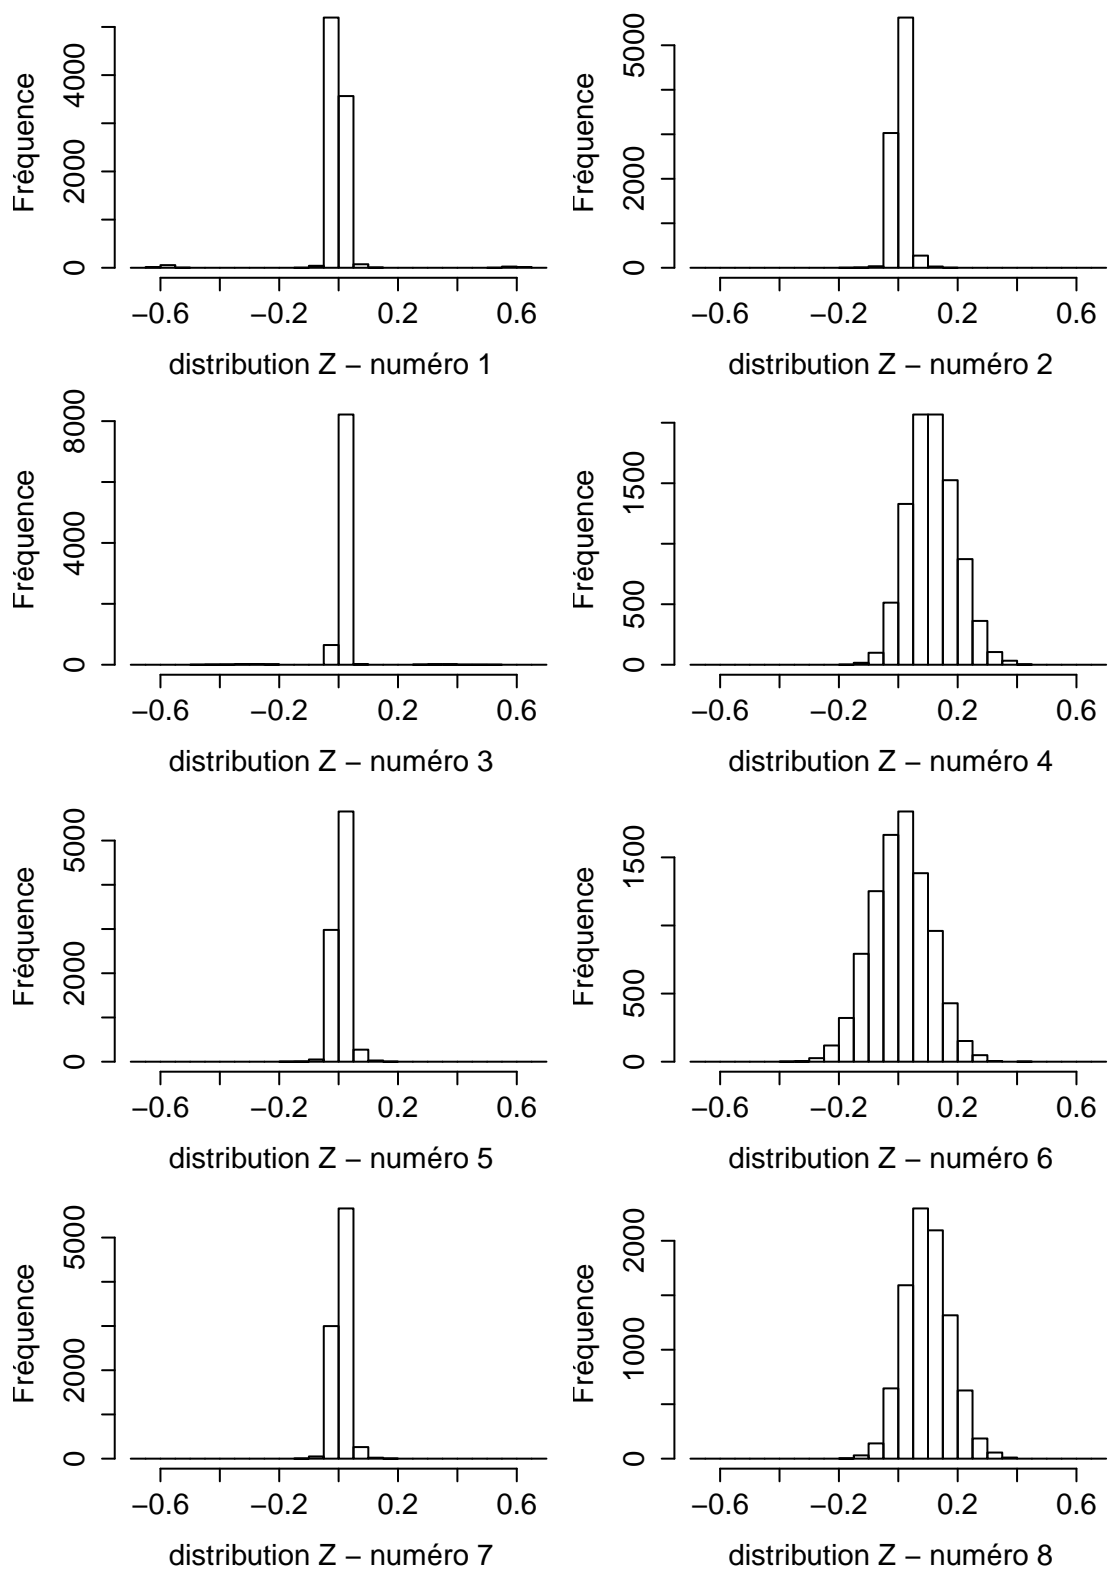 Fréquence
0 2000 4000
−0.6 −0.2 0.2 0.6
distribution Z − numéro 1
Fréquence
0 2000 5000
−0.6 −0.2 0.2 0.6
distribution Z − numéro 2
Fréquence
0 4000 8000
−0.6 −0.2 0.2 0.6
distribution Z − numéro 3
Fréquence
0 500 1500
−0.6 −0.2 0.2 0.6
distribution Z − numéro 4
Fréquence
0 2000 5000
−0.6 −0.2 0.2 0.6
distribution Z − numéro 5
Fréquence
0 500 1500
−0.6 −0.2 0.2 0.6
distribution Z − numéro 6
Fréquence
0 2000 5000
−0.6 −0.2 0.2 0.6
distribution Z − numéro 7
Fréquence
0 1000 2000
−0.6 −0.2 0.2 0.6
distribution Z − numéro 8